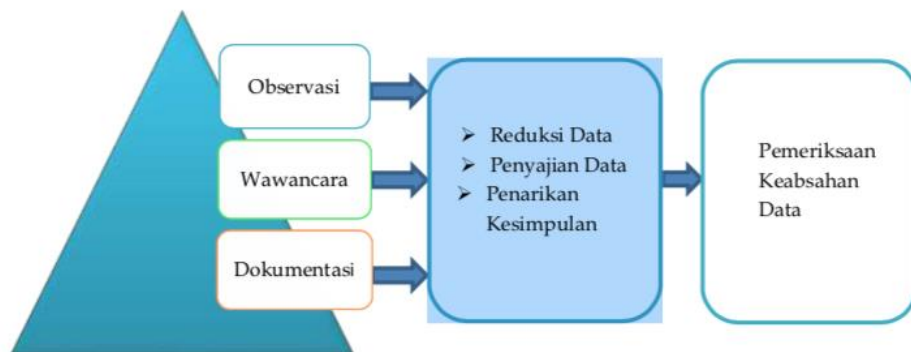 Observasi
Wawancara
Dokumentasi
➢ Reduksi Data
➢ Penyajian Data
➢ Penarikan
Kesimpulan
Pemeriksaan
Keabsahan
Data